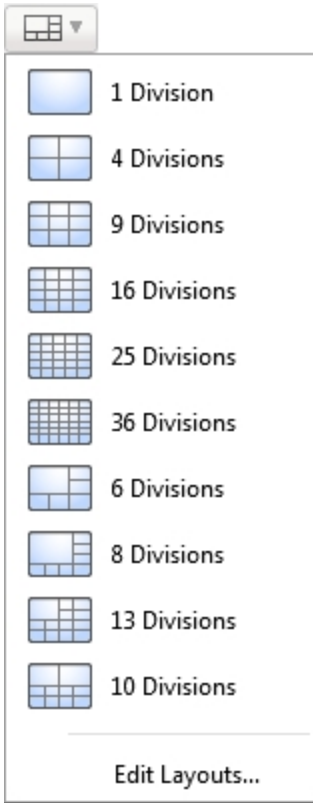 1 Division
4 Divisions
9 Divisions
16 Divisions
25 Divisions
36 Divisions
6 Divisions
8 Divisions
13 Divisions
10 Divisions
Edit Layouts...